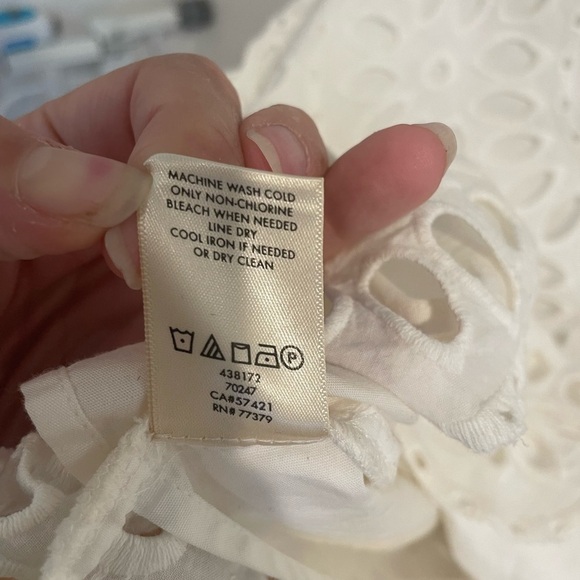 MACHINE WASH COLD
ONLY NON-CHLORINE
BLEACH WHEN NEEDED
LINE DRY
COOL IRON IF NEEDED
OR DRY CLEAN
P
438172
70247
CA#57421
RN# 77379